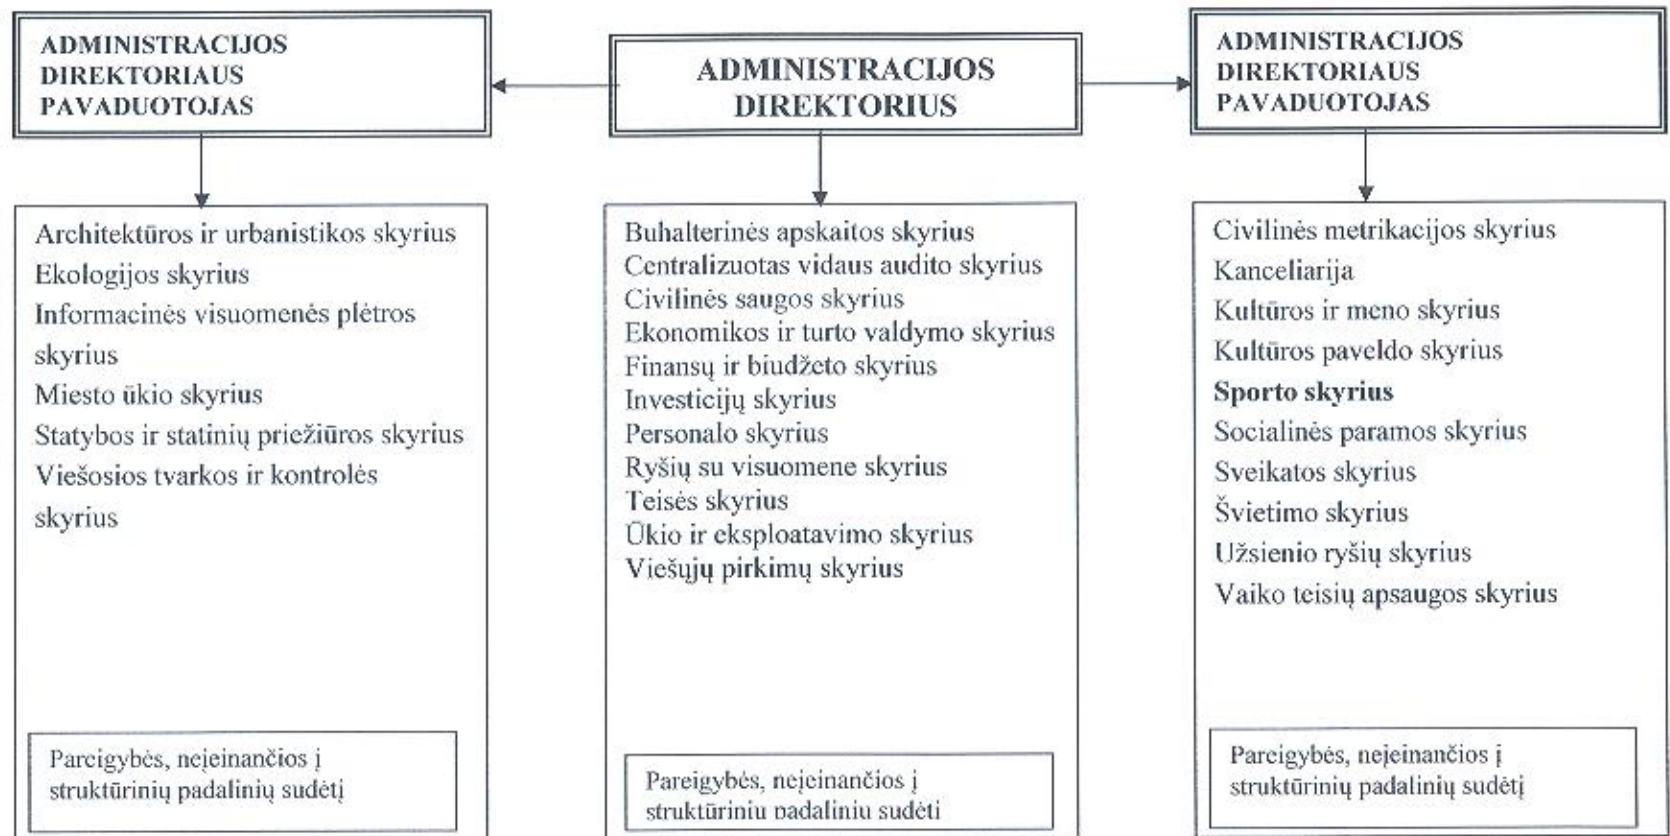 ADMINISTRACIJOS
DIREKTORIAUS
PAVADUOTOJAS
Architektūros ir urbanistikos skyrius
Ekologijos skyrius
Informacinės visuomenės plėtros
skyrius
Miesto ūkio skyrius
Statybos ir statinių priežiūros skyrius
Viešosios tvarkos ir kontrolės
skyrius
Pareigybės, neįeinančios į
struktūrinių padalinių sudėtį
ADMINISTRACIJOS
DIREKTORIUS
Buhalterinės apskaitos skyrius
Centralizuotas vidaus audito skyrius
Civilinės saugos skyrius
Ekonomikos ir turto valdymo skyrius
Finansų ir biudžeto skyrius
Investicijų skyrius
Personalo skyrius
Ryšių su visuomene skyrius
Teisės skyrius
Ūkio ir eksploatavimo skyrius
Viešųjų pirkimų skyrius
Pareigybės, neįeinančios į
struktūrinių padalinių sudėtį
ADMINISTRACIJOS
DIREKTORIAUS
PAVADUOTOJAS
Civilinės metrikacijos skyrius
Kanceliarija
Kultūros ir meno skyrius
Kultūros paveldo skyrius
Sporto skyrius
Socialinės paramos skyrius
Sveikatos skyrius
Švietimo skyrius
Užsienio ryšių skyrius
Vaiko teisių apsaugos skyrius
Pareigybės, neįeinančios į
struktūrinių padalinių sudėtį